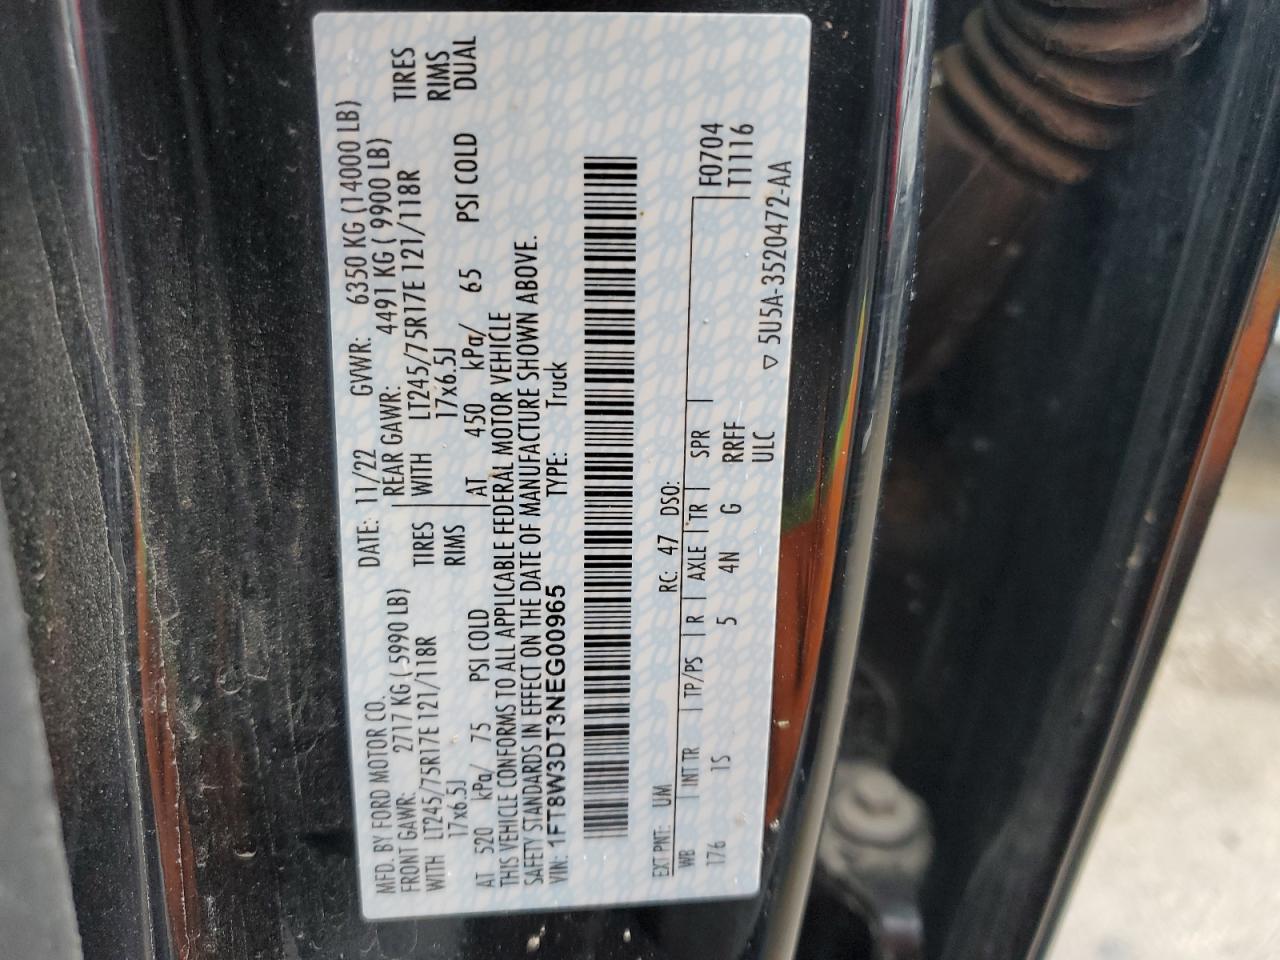 MFD. BY FORD MOTOR CO.
DATE: 11/22 GVWR: 6350 KG (14000 LB)
FRONT GAWR: 2717 KG ( 5990 LB) REAR GAWR: 4491 KG ( 9900 LB)
WITH LT245/75R17E 121/118R TIRES WITH LT245/75R17E 121/118R TIRES
17x6.5J RIMS 17x6.5J RIMS
AT 520 kPa/ 75 PSI COLD AT 450 kPa/ 65 PSI COLD DUAL
THIS VEHICLE CONFORMS TO ALL APPLICABLE FEDERAL MOTOR VEHICLE
SAFETY STANDARDS IN EFFECT ON THE DATE OF MANUFACTURE SHOWN ABOVE.
VIN: 1FT8W3DT3NEG00965 TYPE: Truck
EXT PNT: UM RC: 47 DSO:
WB INT TR TP/PS R AXLE TR SPR F0704
176 1S 5 4N G RRFF T1116
ULC
▽ 5U5A-3520472-AA